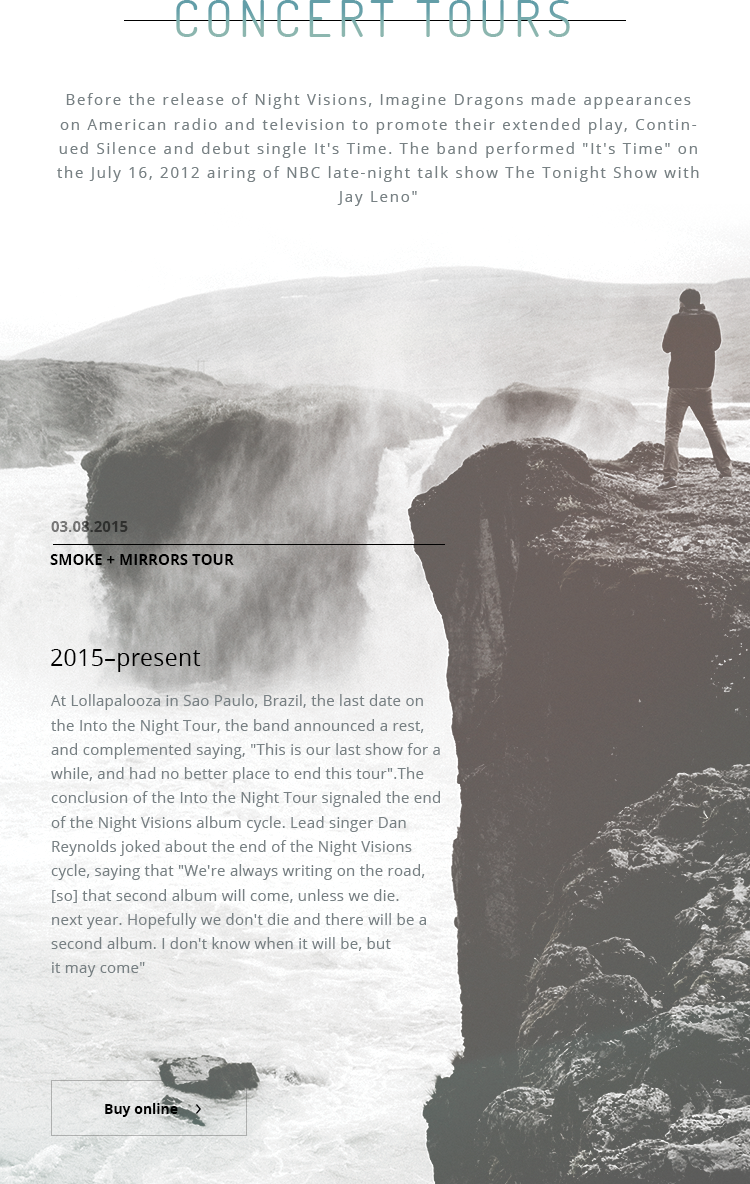 CONCERT TOURS
Before the release of Night Visions, Imagine Dragons made appearances
on American radio and television to promote their extended play, Contin-
ued Silence and debut single It's Time. The band performed "It's Time" on
the July 16, 2012 airing of NBC late-night talk show The Tonight Show with
Jay Leno"
03.08.2015
SMOKE + MIRRORS TOUR
2015–present
At Lollapalooza in Sao Paulo, Brazil, the last date on
the Into the Night Tour, the band announced a rest,
and complemented saying, "This is our last show for a
while, and had no better place to end this tour".The
conclusion of the Into the Night Tour signaled the end
of the Night Visions album cycle. Lead singer Dan
Reynolds joked about the end of the Night Visions
cycle, saying that "We're always writing on the road,
[so] that second album will come, unless we die.
next year. Hopefully we don't die and there will be a
second album. I don't know when it will be, but
it may come"
Buy online